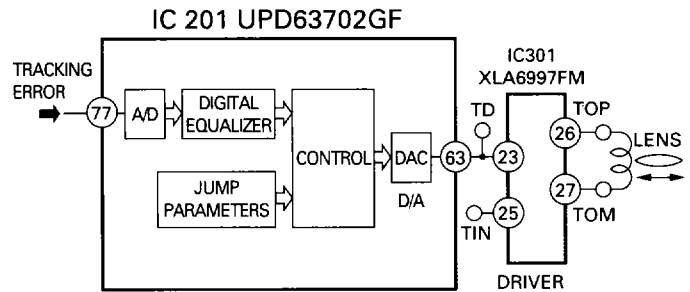 IC 201 UPD63702GF
TRACKING
ERROR
77
A/D
DIGITAL
EQUALIZER
JUMP
PARAMETERS
CONTROL
DAC
D/A
63
TD
TIN
IC301
XLA6997FM
23
25
26
27
TOP
TOM
LENS
DRIVER